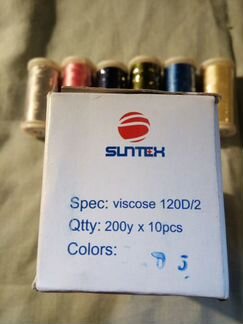 SUNTEX
Spec: viscose 120D/2
Qtty: 200y x 10pcs
Colors: